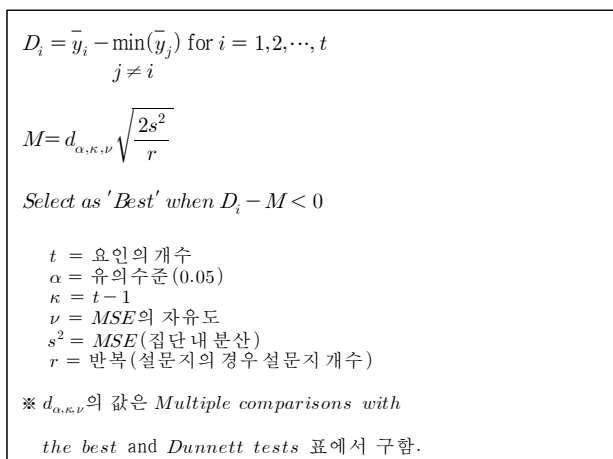 D_i = ȳ_i − min(ȳ_j) for i = 1,2,⋯,t
j ≠ i
M = d_{α,κ,ν} √(2s²/r)
Select as 'Best' when D_i − M < 0
t = 요인의 개수
α = 유의수준(0.05)
κ = t − 1
ν = MSE의 자유도
s² = MSE(집단 내 분산)
r = 반복(설문지의 경우 설문지 개수)
※ d_{α,κ,ν}의 값은 Multiple comparisons with
the best and Dunnett tests 표에서 구함.